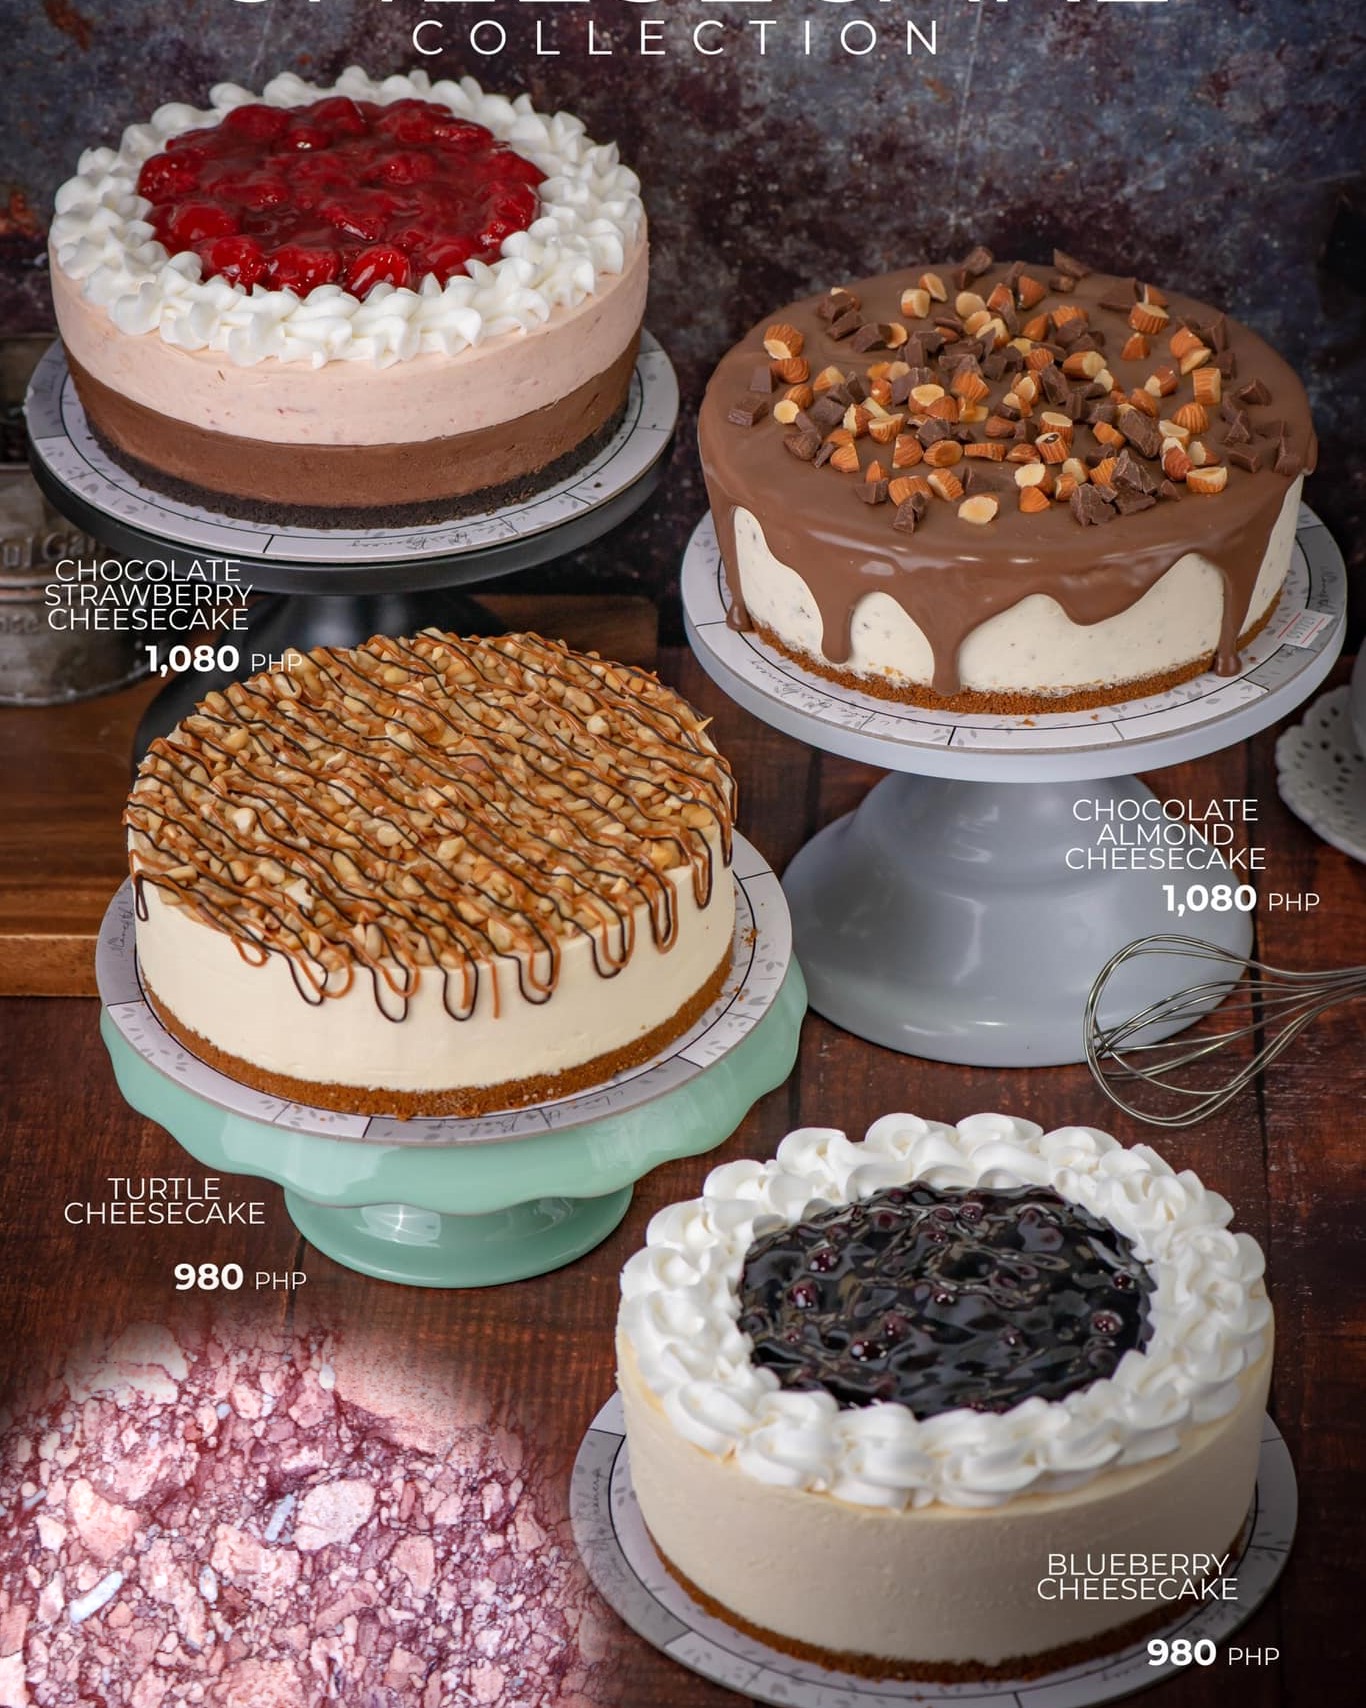 COLLECTION
CHOCOLATE
STRAWBERRY
CHEESECAKE
1,080 PHP
CHOCOLATE
ALMOND
CHEESECAKE
1,080 PHP
TURTLE
CHEESECAKE
980 PHP
BLUEBERRY
CHEESECAKE
980 PHP